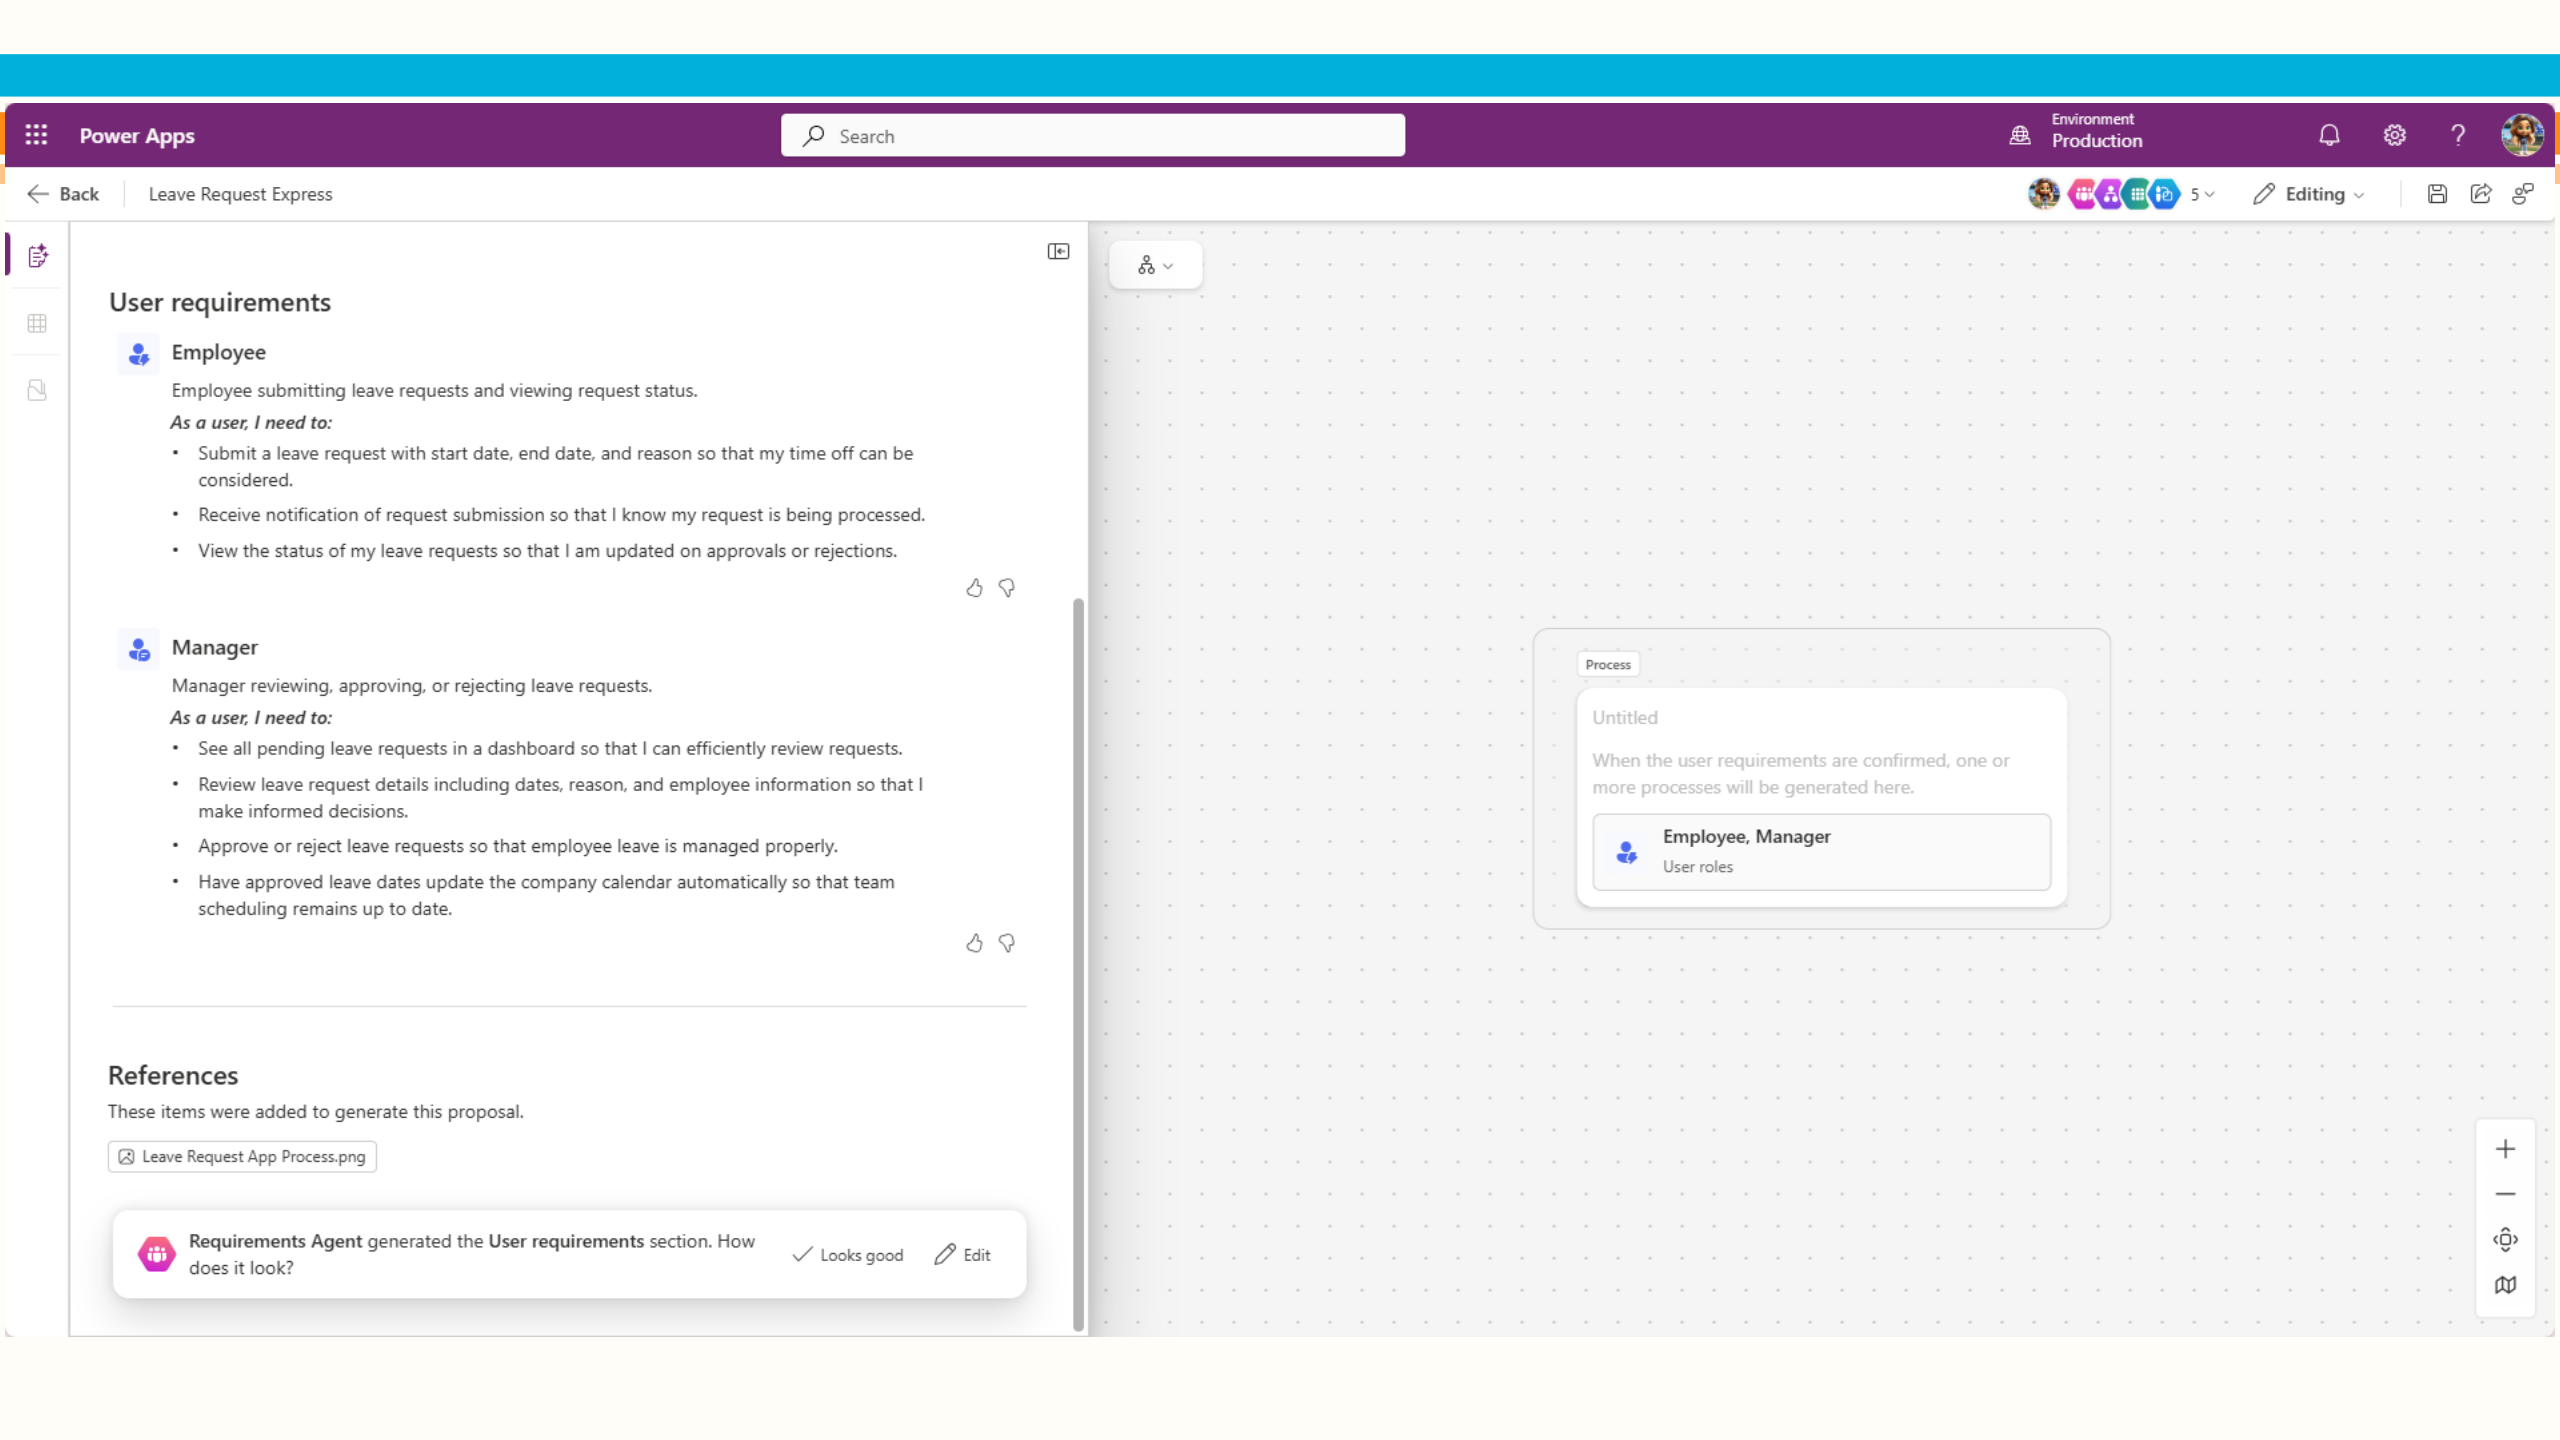 Power Apps
Search
Environment
Production
Back
Leave Request Express
5
Editing
User requirements
Employee
Employee submitting leave requests and viewing request status.
As a user, I need to:
• Submit a leave request with start date, end date, and reason so that my time off can be
considered.
• Receive notification of request submission so that I know my request is being processed.
• View the status of my leave requests so that I am updated on approvals or rejections.
Manager
Manager reviewing, approving, or rejecting leave requests.
As a user, I need to:
• See all pending leave requests in a dashboard so that I can efficiently review requests.
• Review leave request details including dates, reason, and employee information so that I
make informed decisions.
• Approve or reject leave requests so that employee leave is managed properly.
• Have approved leave dates update the company calendar automatically so that team
scheduling remains up to date.
References
These items were added to generate this proposal.
Leave Request App Process.png
Requirements Agent generated the User requirements section. How
does it look?
Looks good
Edit
Process
Untitled
When the user requirements are confirmed, one or
more processes will be generated here.
Employee, Manager
User roles